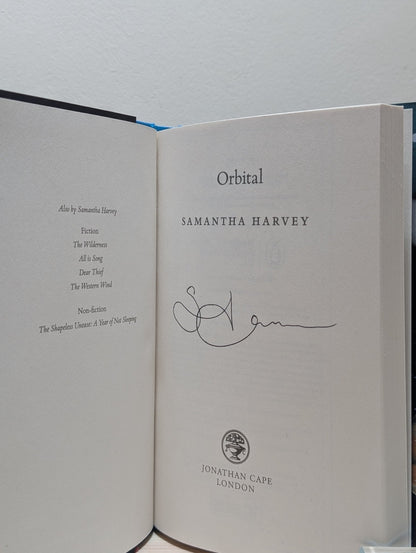 Also by Samantha Harvey
Fiction
The Wilderness
All is Song
Dear Thief
The Western Wind
Non-fiction
The Shapeless Unease: A Year of Not Sleeping
Orbital
SAMANTHA HARVEY
JONATHAN CAPE
LONDON